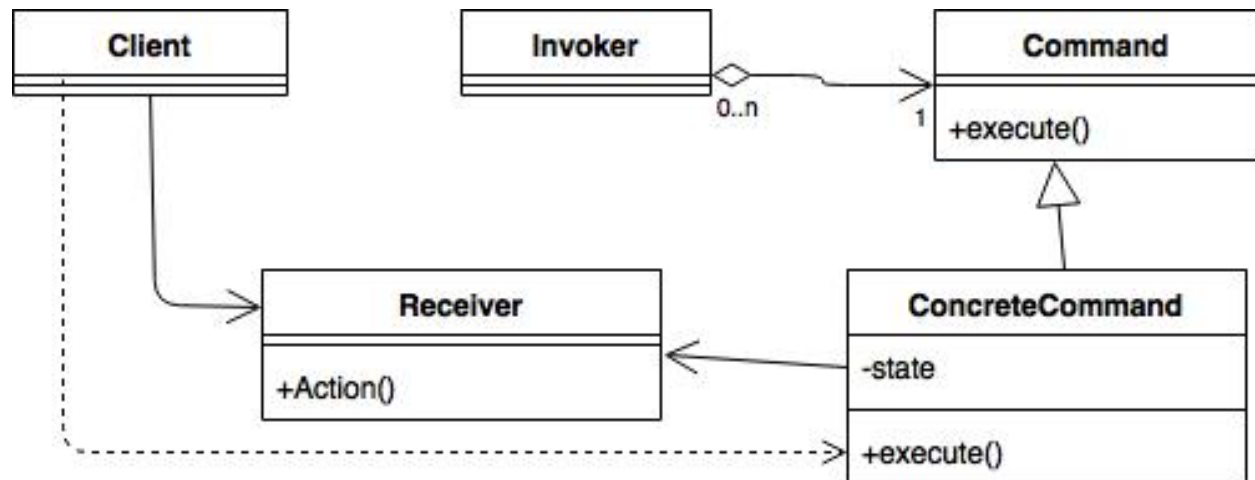 Client
Invoker
Command
0..n
1
+execute()
Receiver
+Action()
ConcreteCommand
-state
+execute()